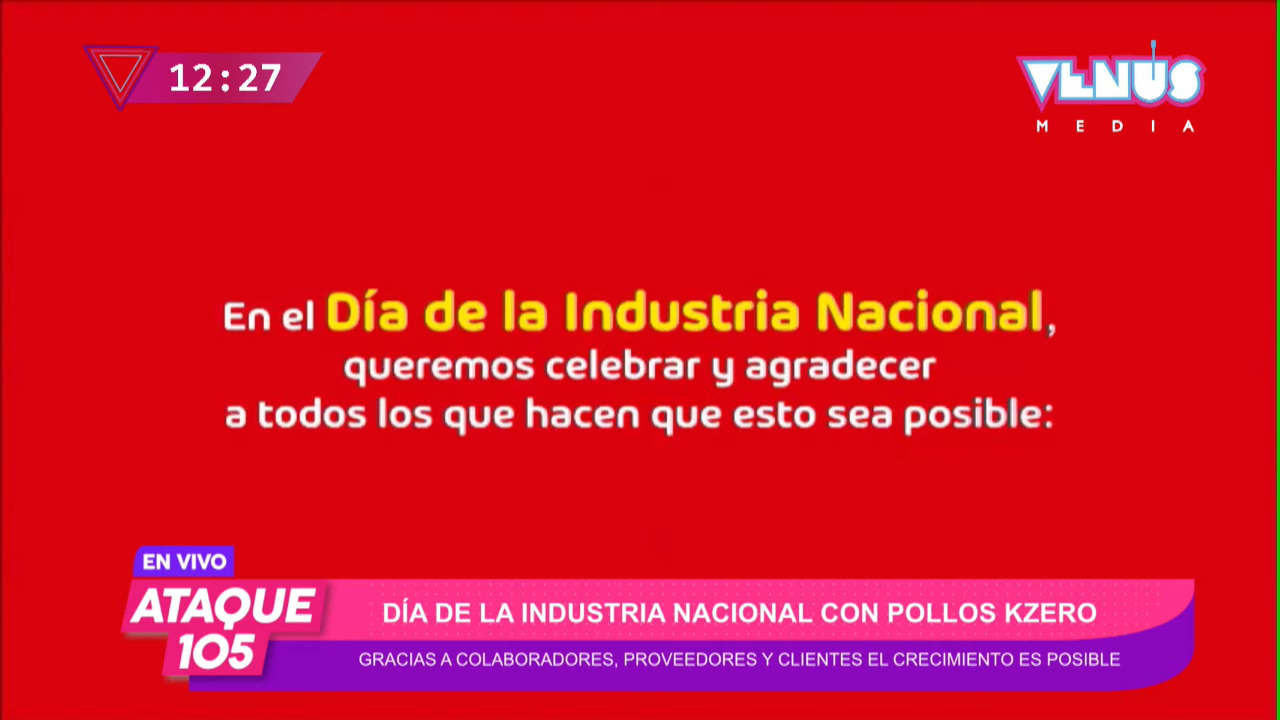 12:27
VENUS
MEDIA
En el Día de la Industria Nacional,
queremos celebrar y agradecer
a todos los que hacen que esto sea posible:
EN VIVO
ATAQUE
105
DÍA DE LA INDUSTRIA NACIONAL CON POLLOS KZERO
GRACIAS A COLABORADORES, PROVEEDORES Y CLIENTES EL CRECIMIENTO ES POSIBLE